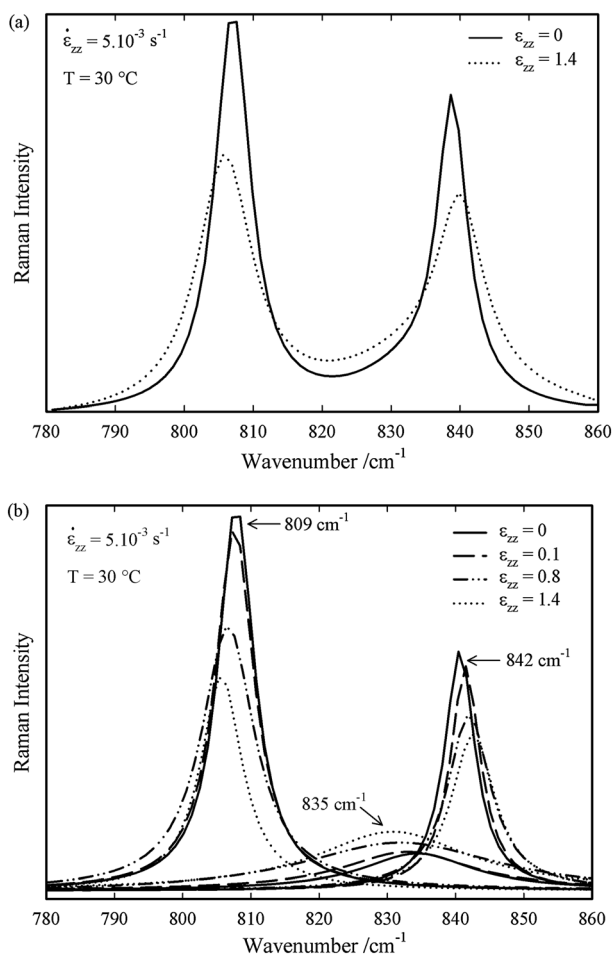 (a)
ε̇zz = 5.10⁻³ s⁻¹
T = 30 °C
εzz = 0
εzz = 1.4
Raman Intensity
780 790 800 810 820 830 840 850 860
Wavenumber /cm⁻¹
(b)
ε̇zz = 5.10⁻³ s⁻¹
T = 30 °C
809 cm⁻¹
εzz = 0
εzz = 0.1
εzz = 0.8
εzz = 1.4
842 cm⁻¹
835 cm⁻¹
Raman Intensity
780 790 800 810 820 830 840 850 860
Wavenumber /cm⁻¹